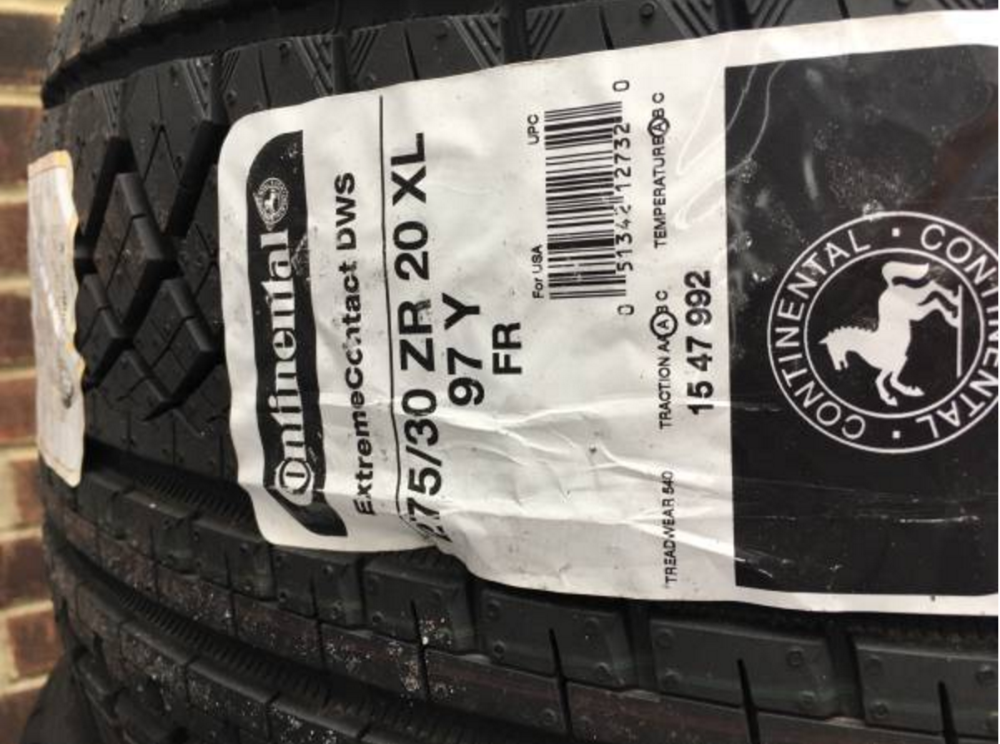 Continental
ExtremeContact DWS
275/30 ZR 20 XL
97 Y
FR
For USA
UPC
0 51342 12732 0
TREADWEAR 540
TRACTION AA A B C
TEMPERATURE A B C
15 47 992
CONTINENTAL · CONTINENTAL ·